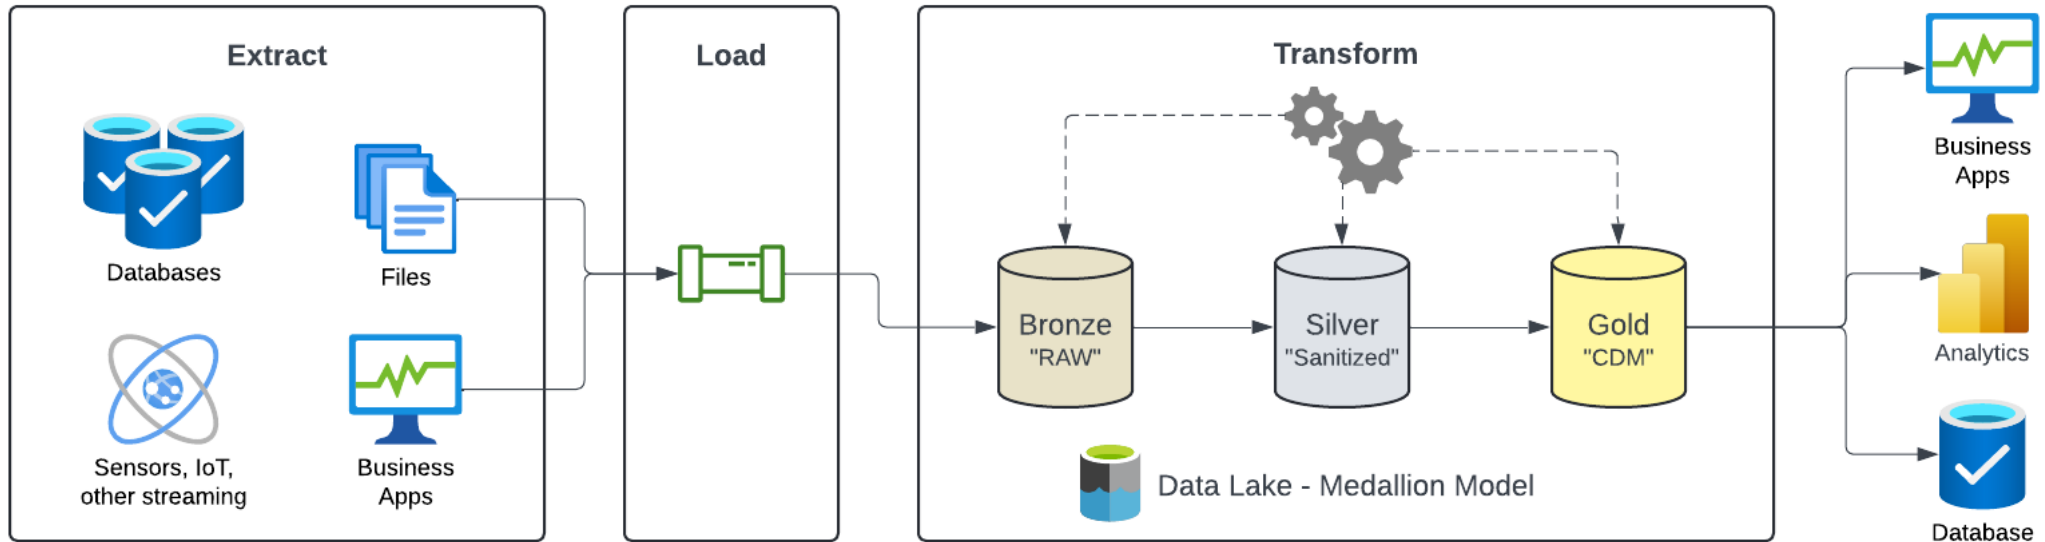 Extract
Databases
Files
Sensors, IoT,
other streaming
Business
Apps
Load
Transform
Bronze
"RAW"
Silver
"Sanitized"
Gold
"CDM"
Data Lake - Medallion Model
Business
Apps
Analytics
Database